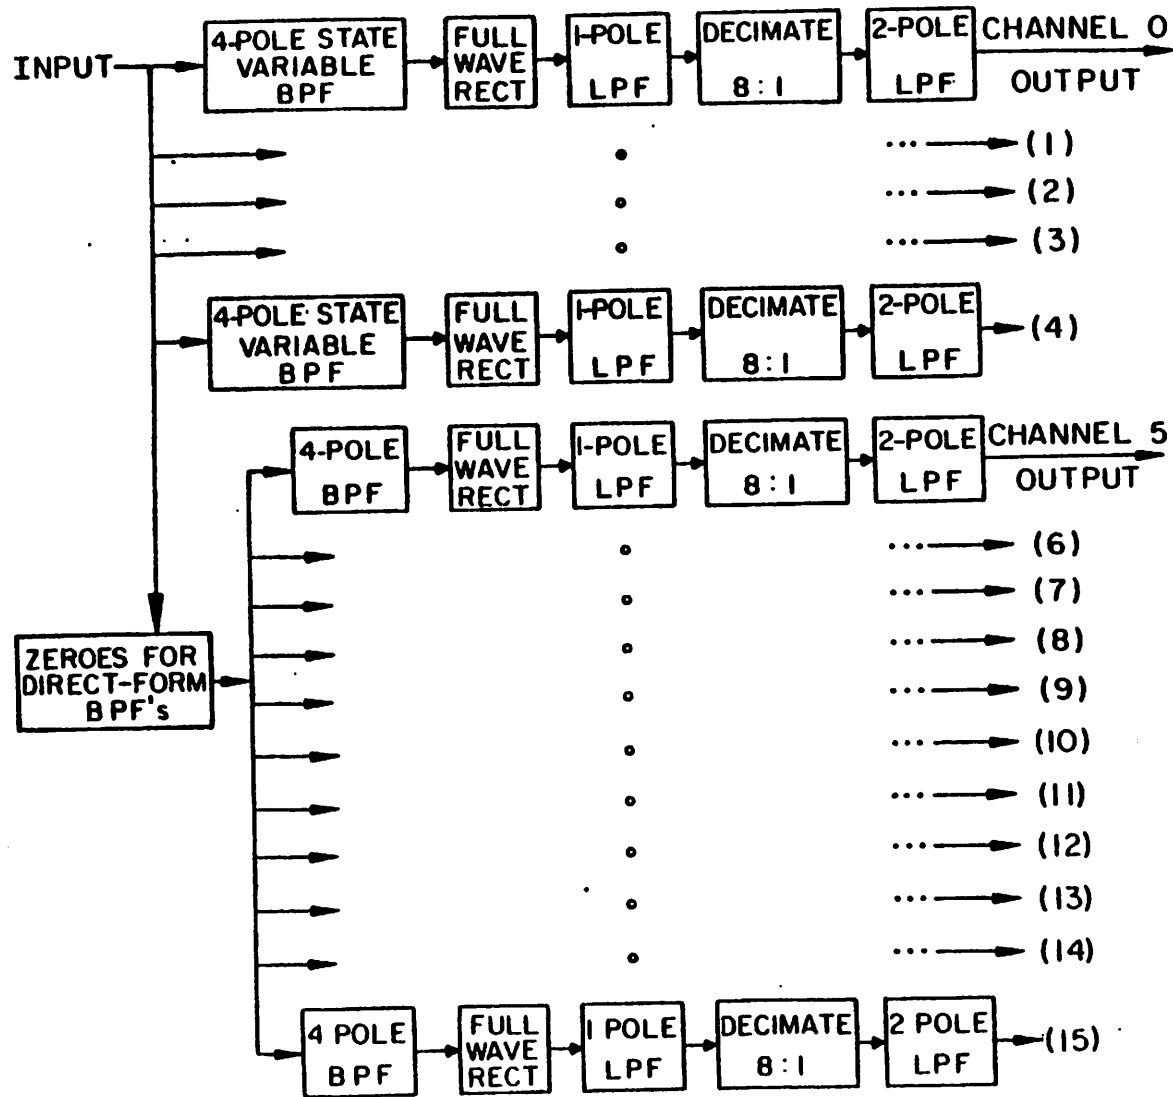 INPUT
4-POLE STATE
VARIABLE
BPF
FULL
WAVE
RECT
1-POLE
LPF
DECIMATE
8:1
2-POLE
LPF
CHANNEL 0
OUTPUT
(1)
(2)
(3)
4-POLE STATE
VARIABLE
BPF
FULL
WAVE
RECT
1-POLE
LPF
DECIMATE
8:1
2-POLE
LPF
(4)
4-POLE
BPF
FULL
WAVE
RECT
1-POLE
LPF
DECIMATE
8:1
2-POLE
LPF
CHANNEL 5
OUTPUT
(6)
(7)
(8)
ZEROES FOR
DIRECT-FORM
BPF's
(9)
(10)
(11)
(12)
(13)
(14)
4 POLE
BPF
FULL
WAVE
RECT
1 POLE
LPF
DECIMATE
8:1
2 POLE
LPF
(15)